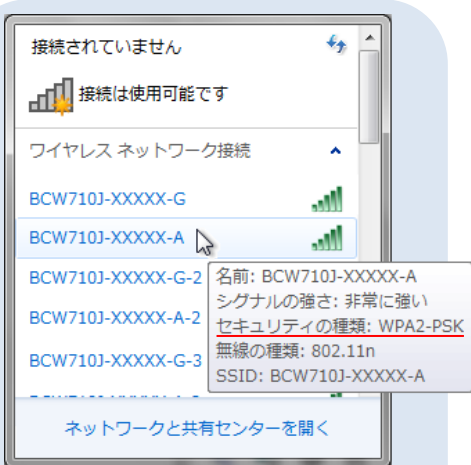 接続されていません
接続は使用可能です
ワイヤレス ネットワーク接続
BCW710J-XXXXX-G
BCW710J-XXXXX-A
BCW710J-XXXXX-G-2
BCW710J-XXXXX-A-2
BCW710J-XXXXX-G-3
名前: BCW710J-XXXXX-A
シグナルの強さ: 非常に強い
セキュリティの種類: WPA2-PSK
無線の種類: 802.11n
SSID: BCW710J-XXXXX-A
ネットワークと共有センターを開く